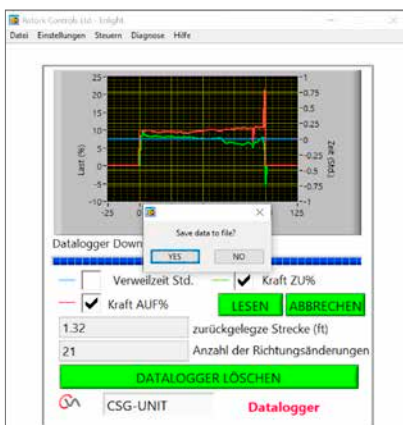 Rotork Controls Ltd - Enlight
Datei Einstellungen Steuern Diagnose Hilfe
25
20
15
10
5
0
-5
-10
Last (%)
1
0.75
0.5
0.25
0
-0.25
-0.5
-0.75
-1
Zeit (Std.)
-25 0 125
Save data to file?
YES NO
Datalogger Down
Verweilzeit Std. Kraft ZU%
Kraft AUF% LESEN ABBRECHEN
1.32 zurückgelegze Strecke (ft)
21 Anzahl der Richtungsänderungen
DATALOGGER LÖSCHEN
CSG-UNIT Datalogger